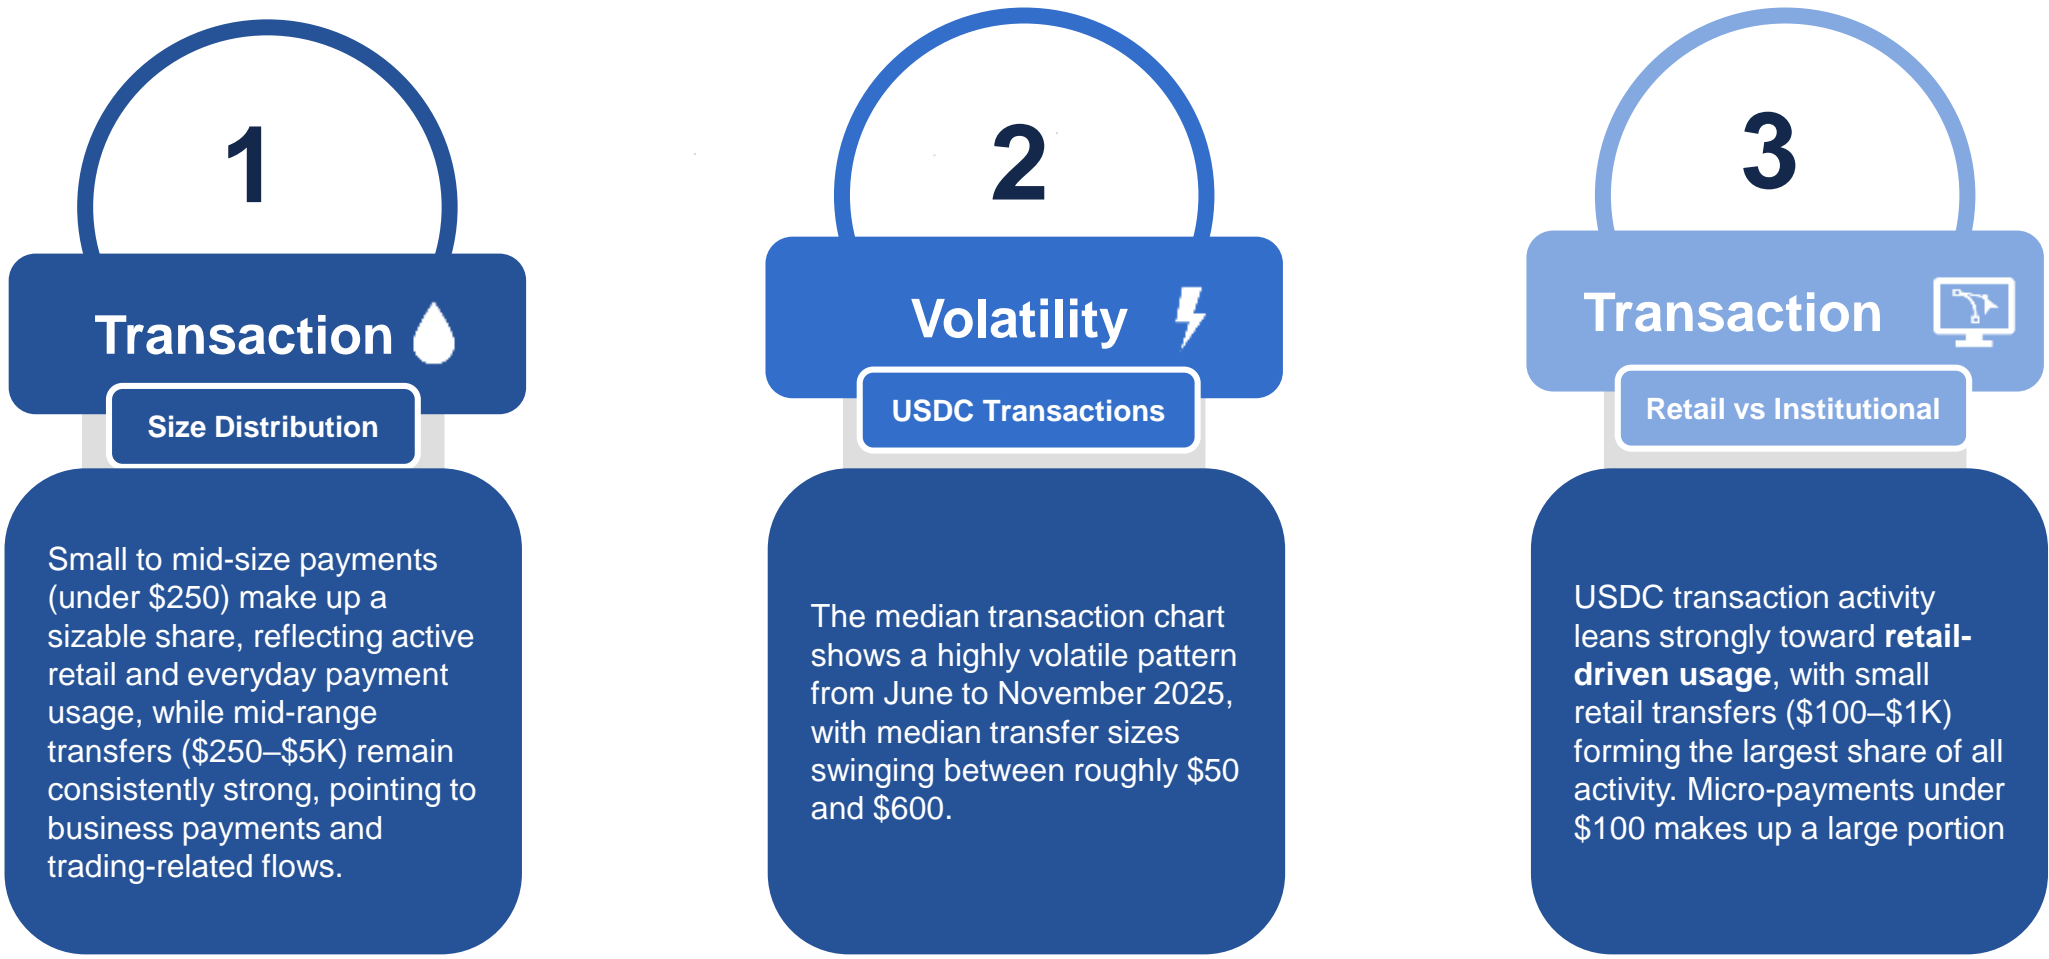 1
Transaction
Size Distribution
Small to mid-size payments
(under $250) make up a
sizable share, reflecting active
retail and everyday payment
usage, while mid-range
transfers ($250–$5K) remain
consistently strong, pointing to
business payments and
trading-related flows.
2
Volatility
USDC Transactions
The median transaction chart
shows a highly volatile pattern
from June to November 2025,
with median transfer sizes
swinging between roughly $50
and $600.
3
Transaction
Retail vs Institutional
USDC transaction activity
leans strongly toward retail-
driven usage, with small
retail transfers ($100–$1K)
forming the largest share of all
activity. Micro-payments under
$100 makes up a large portion